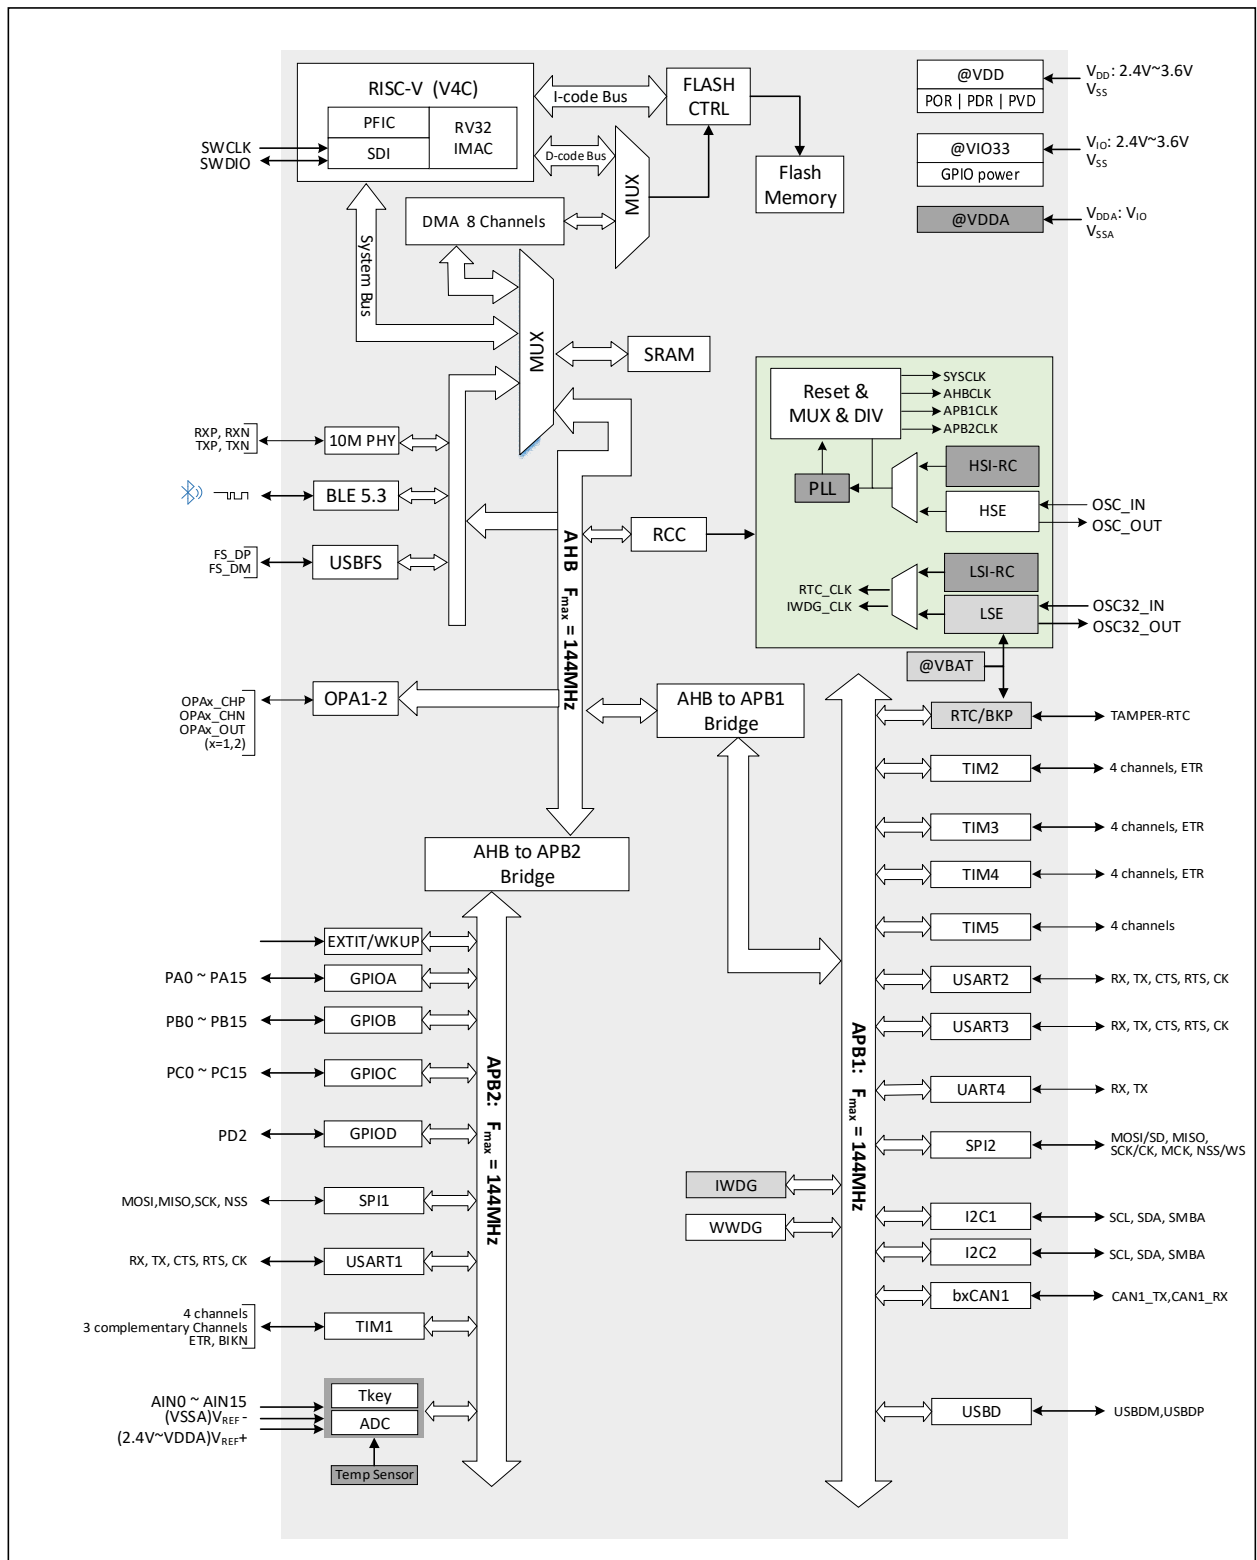 RISC-V (V4C)
PFIC
SDI
RV32
IMAC
SWCLK
SWDIO
I-code Bus
D-code Bus
FLASH
CTRL
MUX
Flash
Memory
@VDD
POR | PDR | PVD
VDD: 2.4V~3.6V
VSS
@VIO33
GPIO power
VIO: 2.4V~3.6V
VSS
@VDDA
VDDA: VIO
VSSA
DMA 8 Channels
System Bus
MUX
SRAM
Reset &
MUX & DIV
SYSCLK
AHBCLK
APB1CLK
APB2CLK
PLL
HSI-RC
HSE
OSC_IN
OSC_OUT
LSI-RC
LSE
RTC_CLK
IWDG_CLK
OSC32_IN
OSC32_OUT
@VBAT
RXP, RXN
TXP, TXN
10M PHY
BLE 5.3
FS_DP
FS_DM
USBFS
RCC
AHB Fmax = 144MHz
OPAx_CHP
OPAx_CHN
OPAx_OUT
(x=1,2)
OPA1-2
AHB to APB1
Bridge
AHB to APB2
Bridge
RTC/BKP
TAMPER-RTC
TIM2
4 channels, ETR
TIM3
4 channels, ETR
TIM4
4 channels, ETR
TIM5
4 channels
USART2
RX, TX, CTS, RTS, CK
USART3
RX, TX, CTS, RTS, CK
UART4
RX, TX
SPI2
MOSI/SD, MISO,
SCK/CK, MCK, NSS/WS
I2C1
SCL, SDA, SMBA
I2C2
SCL, SDA, SMBA
bxCAN1
CAN1_TX,CAN1_RX
USBD
USBDM,USBDP
APB1: Fmax = 144MHz
IWDG
WWDG
EXTIT/WKUP
PA0 ~ PA15
GPIOA
PB0 ~ PB15
GPIOB
PC0 ~ PC15
GPIOC
PD2
GPIOD
MOSI,MISO,SCK, NSS
SPI1
RX, TX, CTS, RTS, CK
USART1
4 channels
3 complementary Channels
ETR, BIKN
TIM1
AIN0 ~ AIN15
(VSSA)VREF-
(2.4V~VDDA)VREF+
Tkey
ADC
Temp Sensor
APB2: Fmax = 144MHz